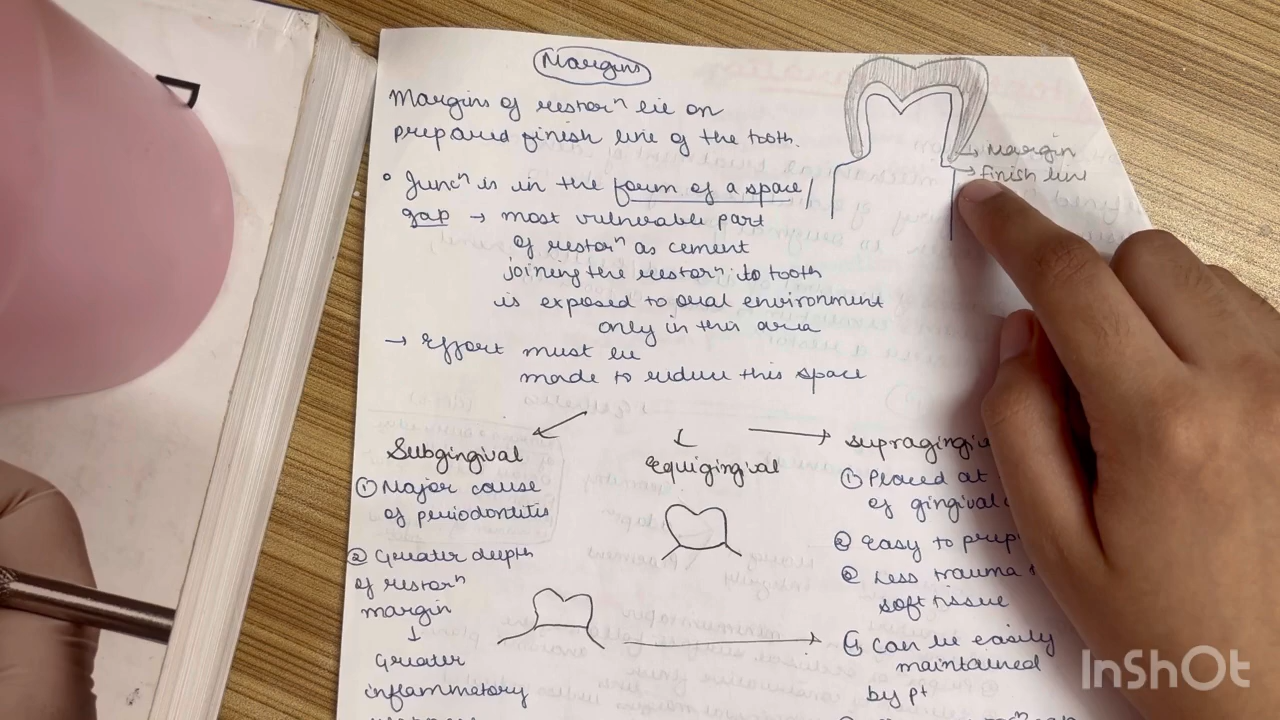 Margins
Margins of restorⁿ lie on
prepared finish line of the tooth.
Margin
finish line
° Juncⁿ is in the form of a space/
gap → most vulnerable part
of restorⁿ as cement
joining the restorⁿ to tooth
is exposed to oral environment
only in this area
→ Effort must be
made to reduce this space
Subgingival
① Major cause
of periodontitis
② Greater depth
of restorⁿ
margin
↓
Greater
inflammatory
Equigingival
① Placed at
of gingival
② Easy to
② Less trauma
soft tissue
Can be easily
maintained
by pt
InShOt